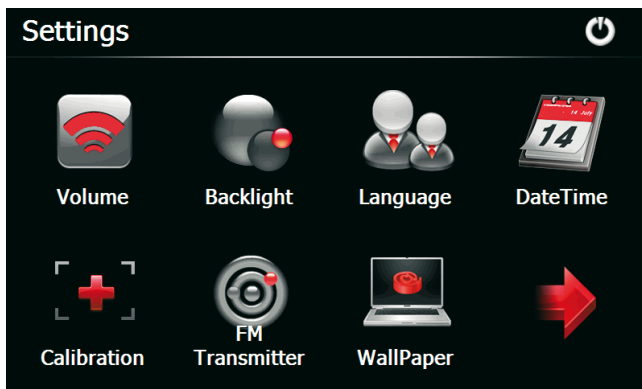 Settings
14 July
14
Volume
Backlight
Language
DateTime
FM
Calibration
Transmitter
WallPaper